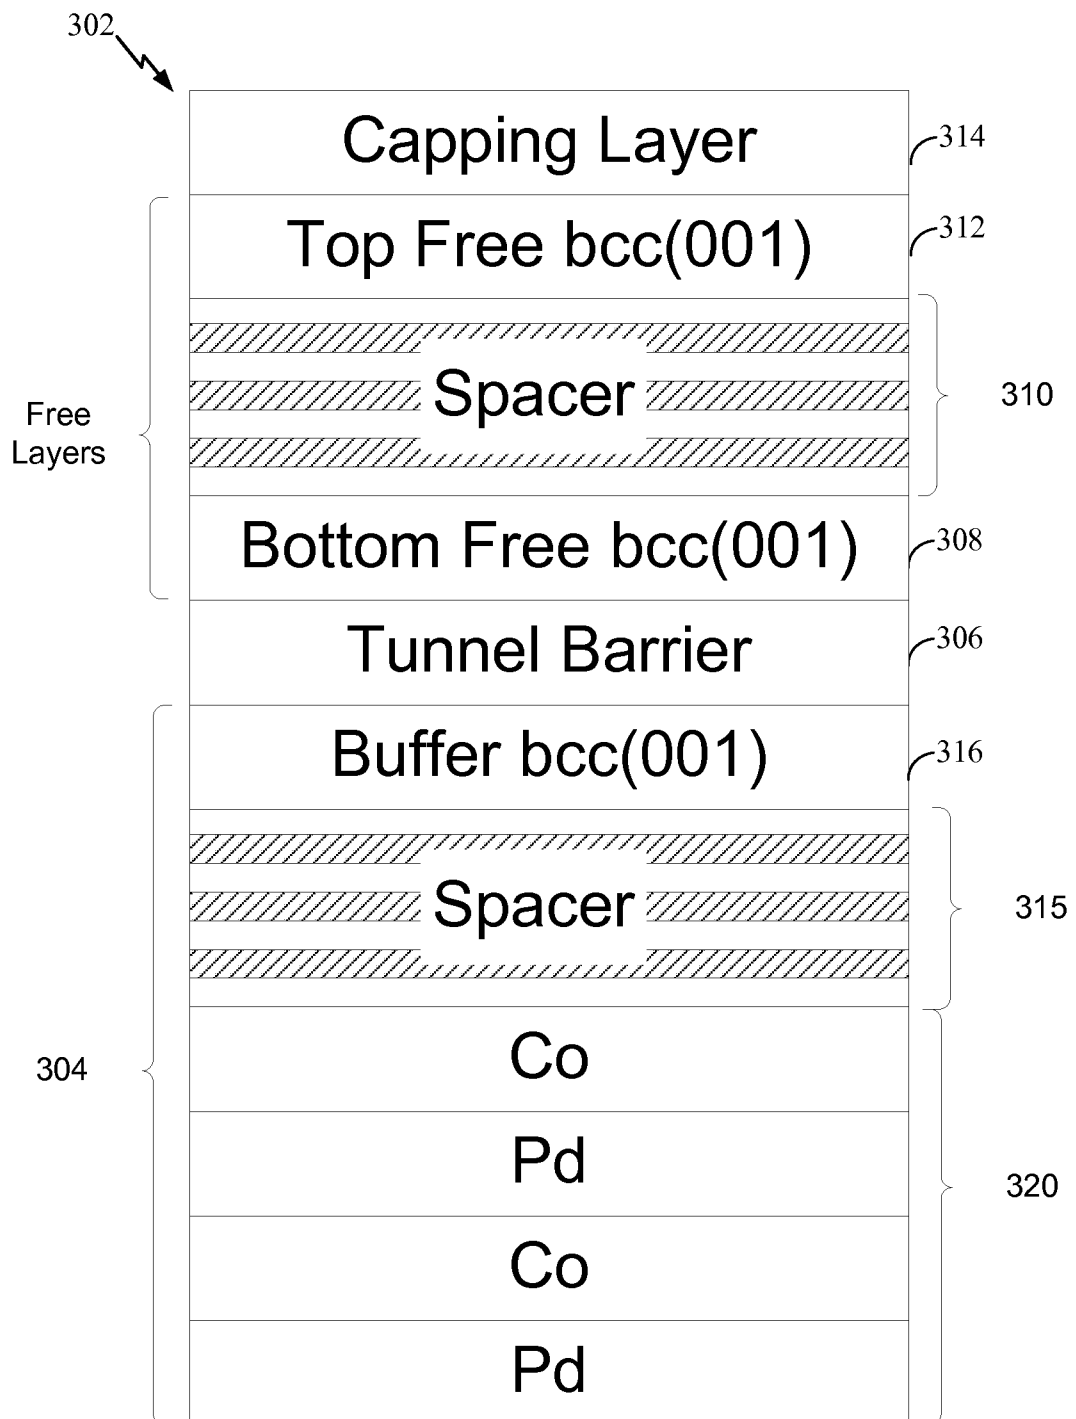 302
Capping Layer
314
Top Free bcc(001)
312
Spacer
310
Free
Layers
Bottom Free bcc(001)
308
Tunnel Barrier
306
Buffer bcc(001)
316
Spacer
315
Co
304
Pd
320
Co
Pd